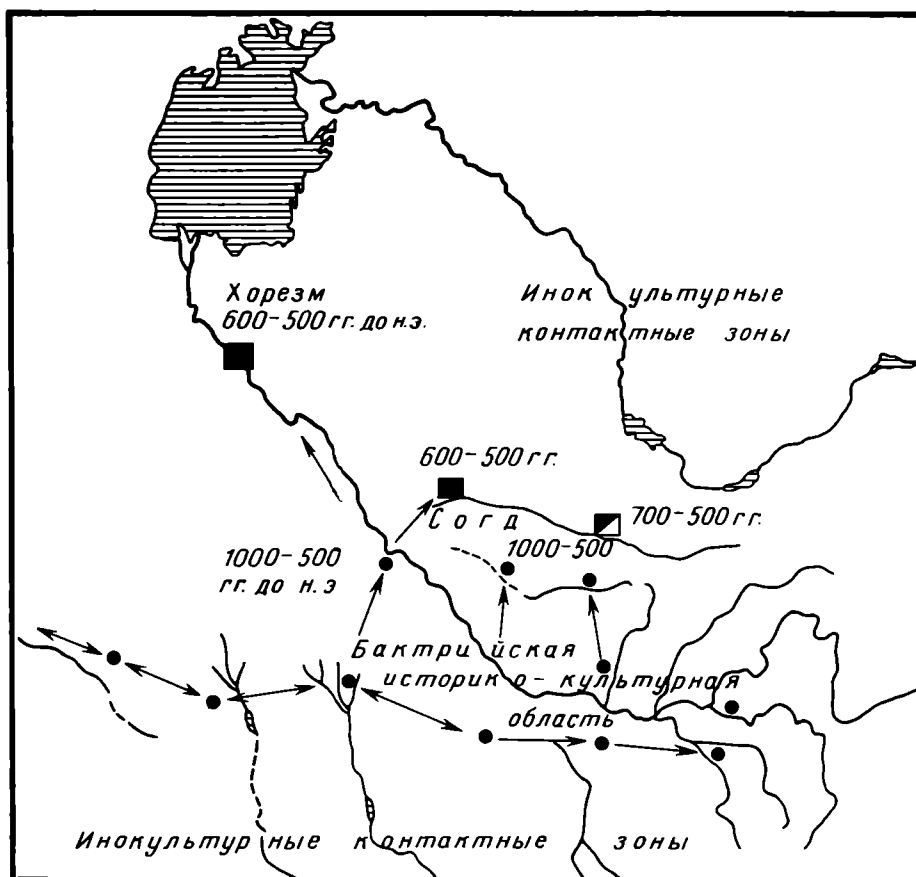 Хорезм
600-500 гг. до н.э.
Инокультурные
контактные зоны
600-500 гг.
Согд
700-500 гг.
1000-500
гг. до н.э
1000-500
Бактрийская
историко-культурная
область
Инокультурные контактные зоны